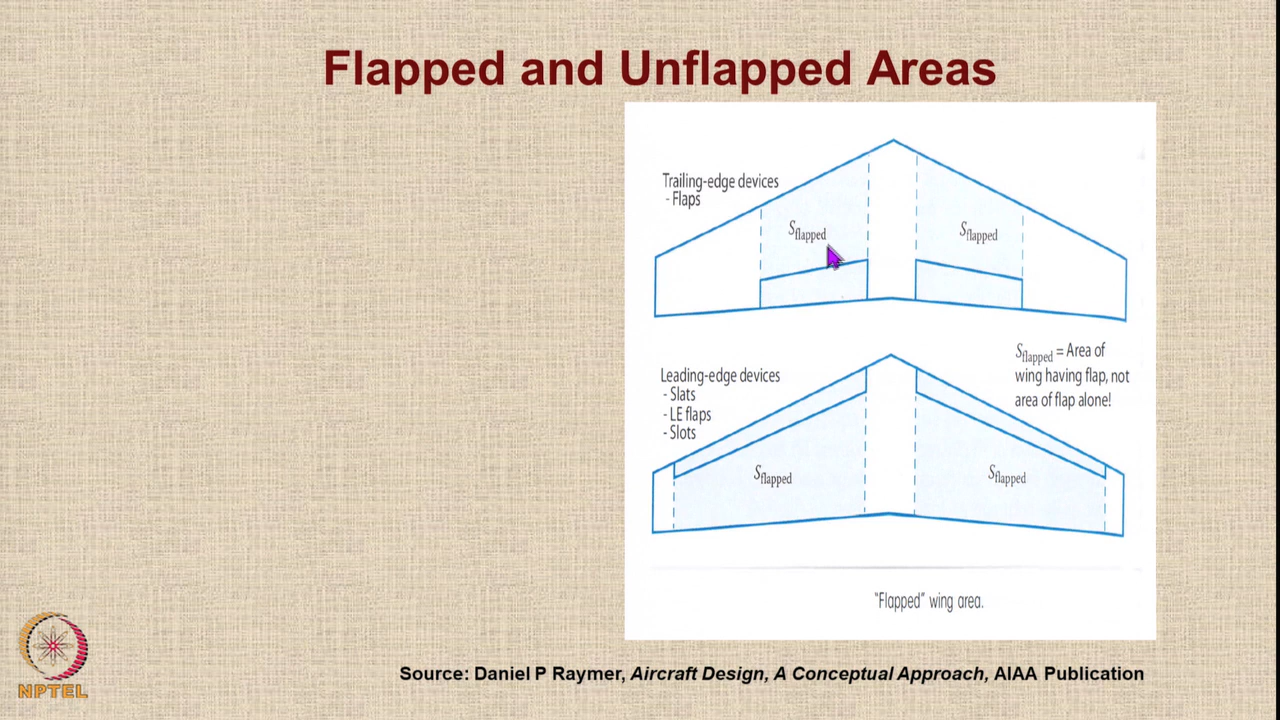 Flapped and Unflapped Areas
Trailing-edge devices
- Flaps
Sflapped
Sflapped
Leading-edge devices
- Slats
- LE flaps
- Slots
Sflapped = Area of
wing having flap, not
area of flap alone!
Sflapped
Sflapped
"Flapped" wing area.
NPTEL
Source: Daniel P Raymer, Aircraft Design, A Conceptual Approach, AIAA Publication